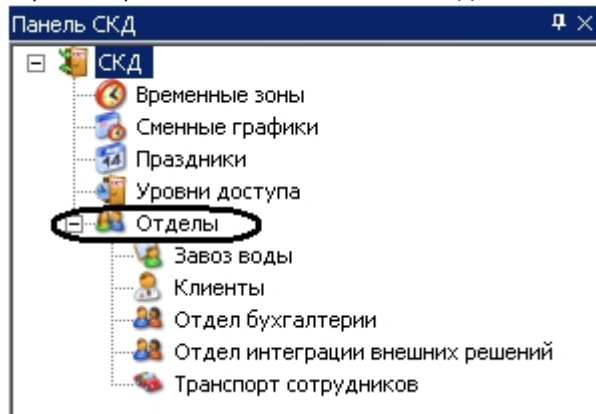 Панель СКД
СКД
Временные зоны
Сменные графики
Праздники
Уровни доступа
Отделы
Завоз воды
Клиенты
Отдел бухгалтерии
Отдел интеграции внешних решений
Транспорт сотрудников